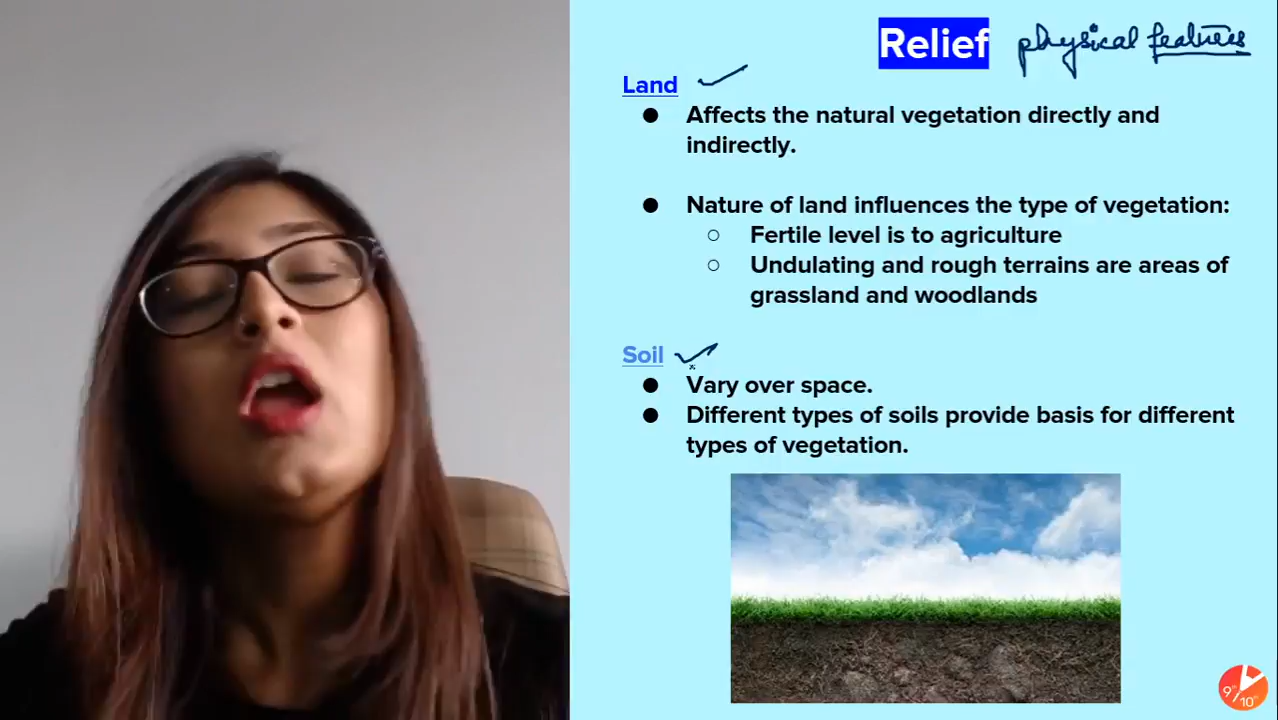 Relief physical features
Land
● Affects the natural vegetation directly and
indirectly.
● Nature of land influences the type of vegetation:
○ Fertile level is to agriculture
○ Undulating and rough terrains are areas of
grassland and woodlands
Soil
● Vary over space.
● Different types of soils provide basis for different
types of vegetation.
9th/10th